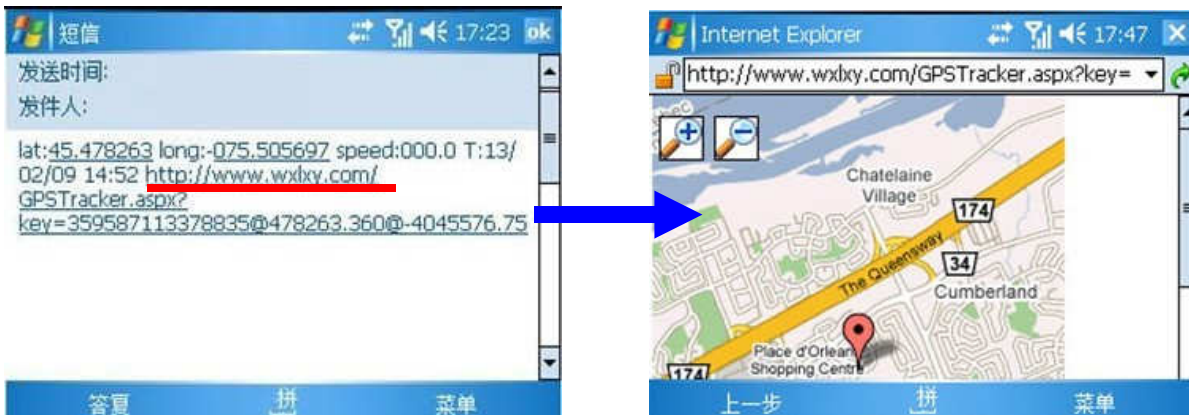 短信
17:23
ok
发送时间:
发件人:
lat:45.478263 long:-075.505697 speed:000.0 T:13/
02/09 14:52 http://www.wxlxy.com/
GPSTracker.aspx?
key=359587113378835@478263.360@-4045576.75
答复
拼
菜单
Internet Explorer
17:47
http://www.wxlxy.com/GPSTracker.aspx?key=
Chatelaine
Village
174
The Queensway
34
Cumberland
Place d'Orleans
Shopping Centre
174
上一步
拼
菜单